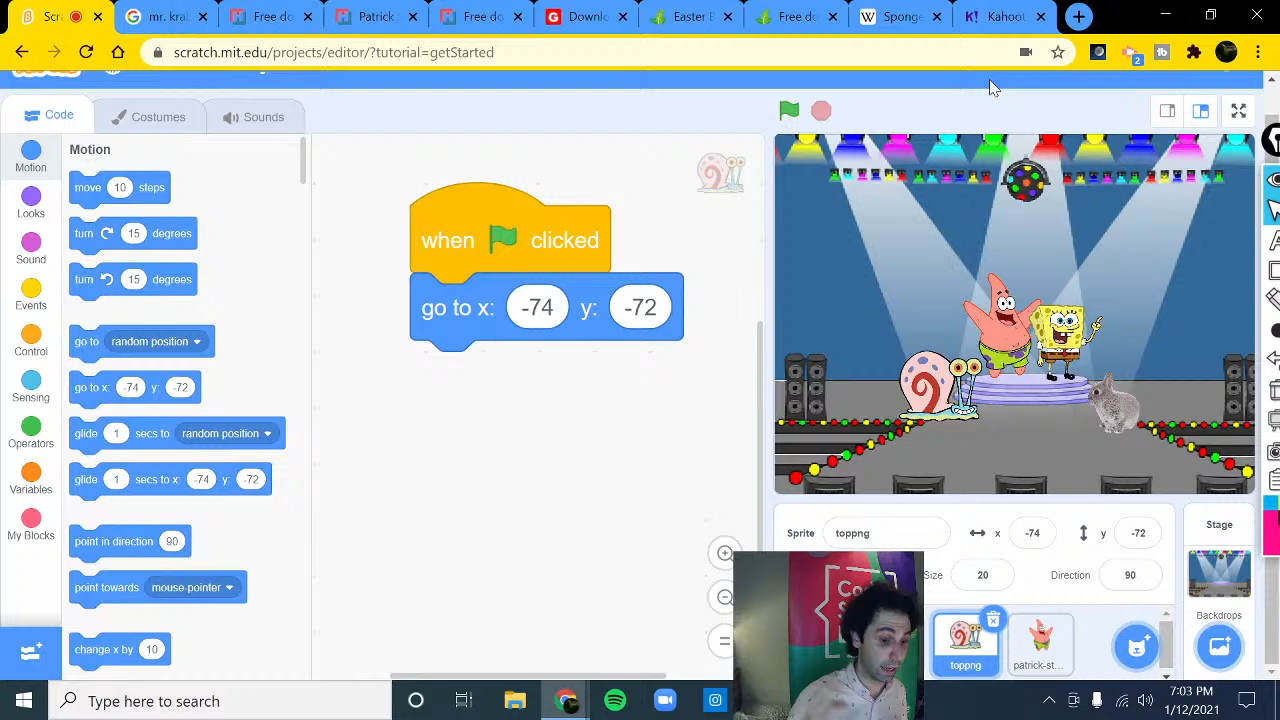 Scr
mr. kral
Free do
Patrick
Free do
Downlo
Easter B
Free do
Sponge
Kahoot
scratch.mit.edu/projects/editor/?tutorial=getStarted
2
Code
Costumes
Sounds
Motion
Looks
Sound
Events
Control
Sensing
Operators
Variables
My Blocks
Motion
move 10 steps
turn 15 degrees
turn 15 degrees
go to random position
go to x: -74 y: -72
glide 1 secs to random position
glide 1 secs to x: -74 y: -72
point in direction 90
point towards mouse-pointer
change x by 10
when clicked
go to x: -74 y: -72
Sprite toppng x -74 y -72
Size 20 Direction 90
toppng
patrick-st...
Stage
Backdrops
Type here to search
7:03 PM
1/12/2021